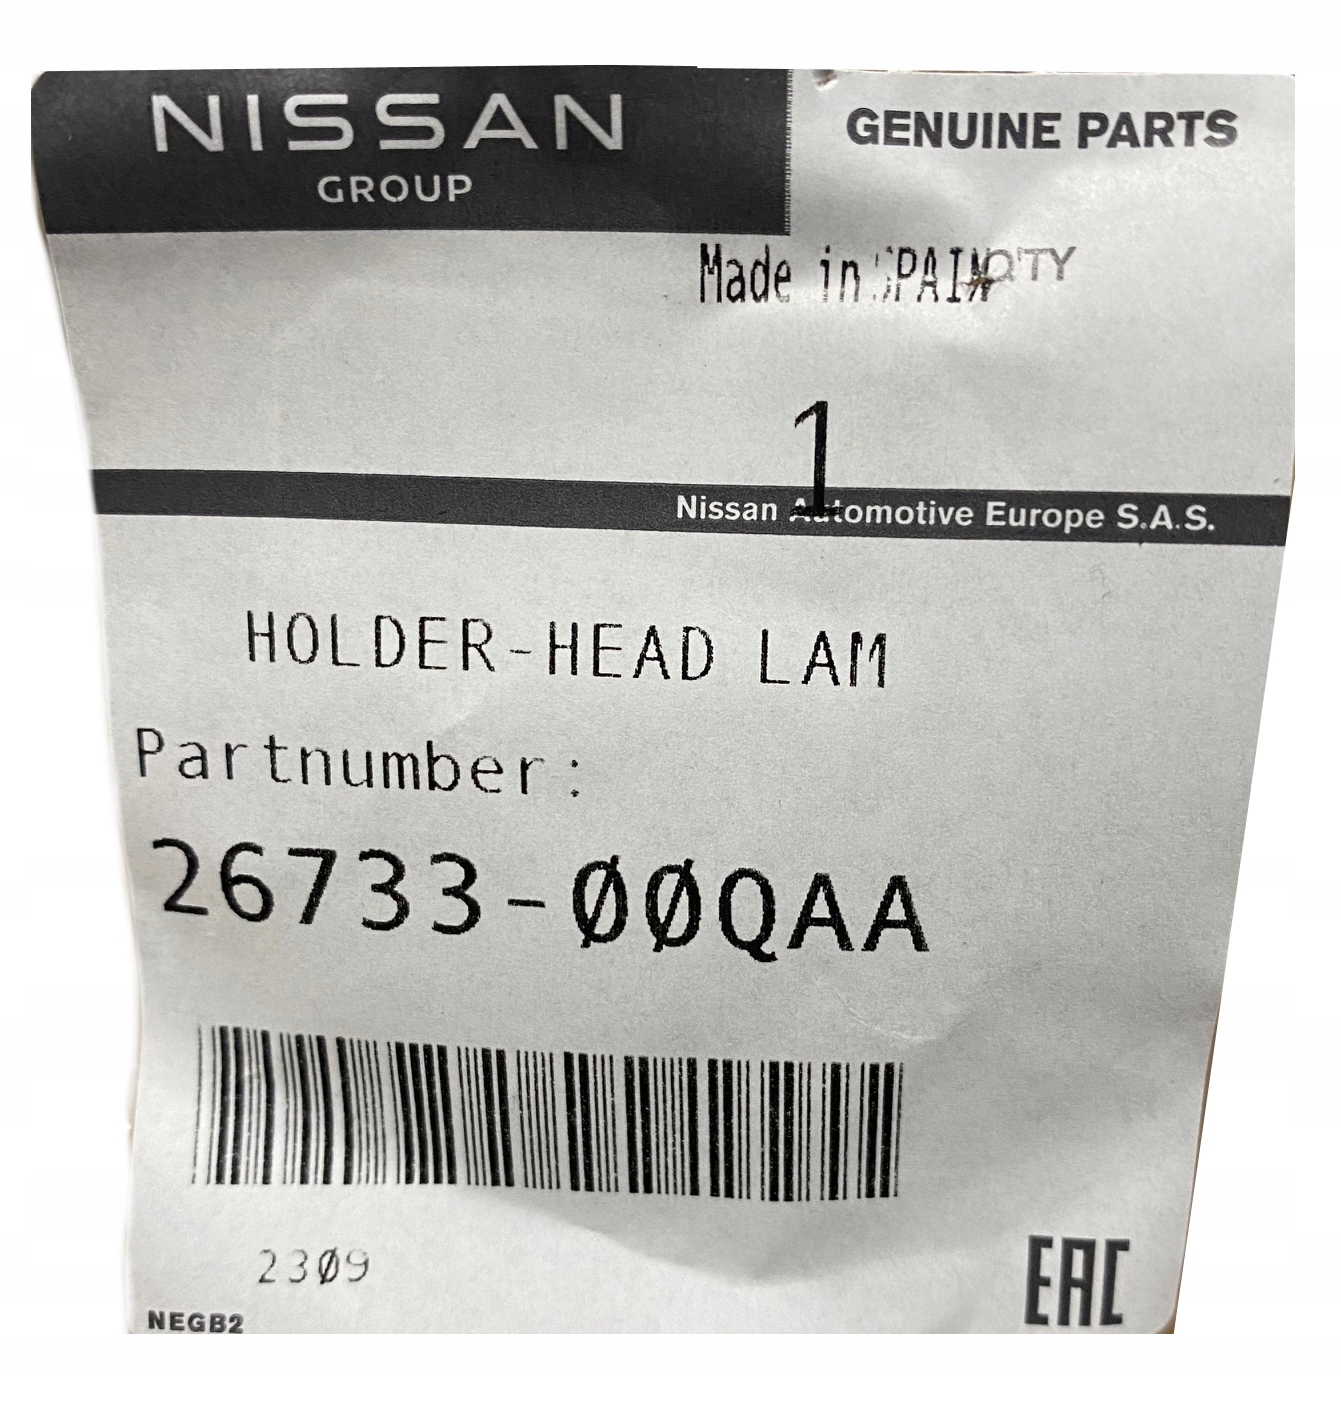 NISSAN
GROUP
GENUINE PARTS
Made in SPAIN Q'TY
1
Nissan Automotive Europe S.A.S.
HOLDER-HEAD LAM
Partnumber:
26733-00QAA
2309
EAC
NEGB2